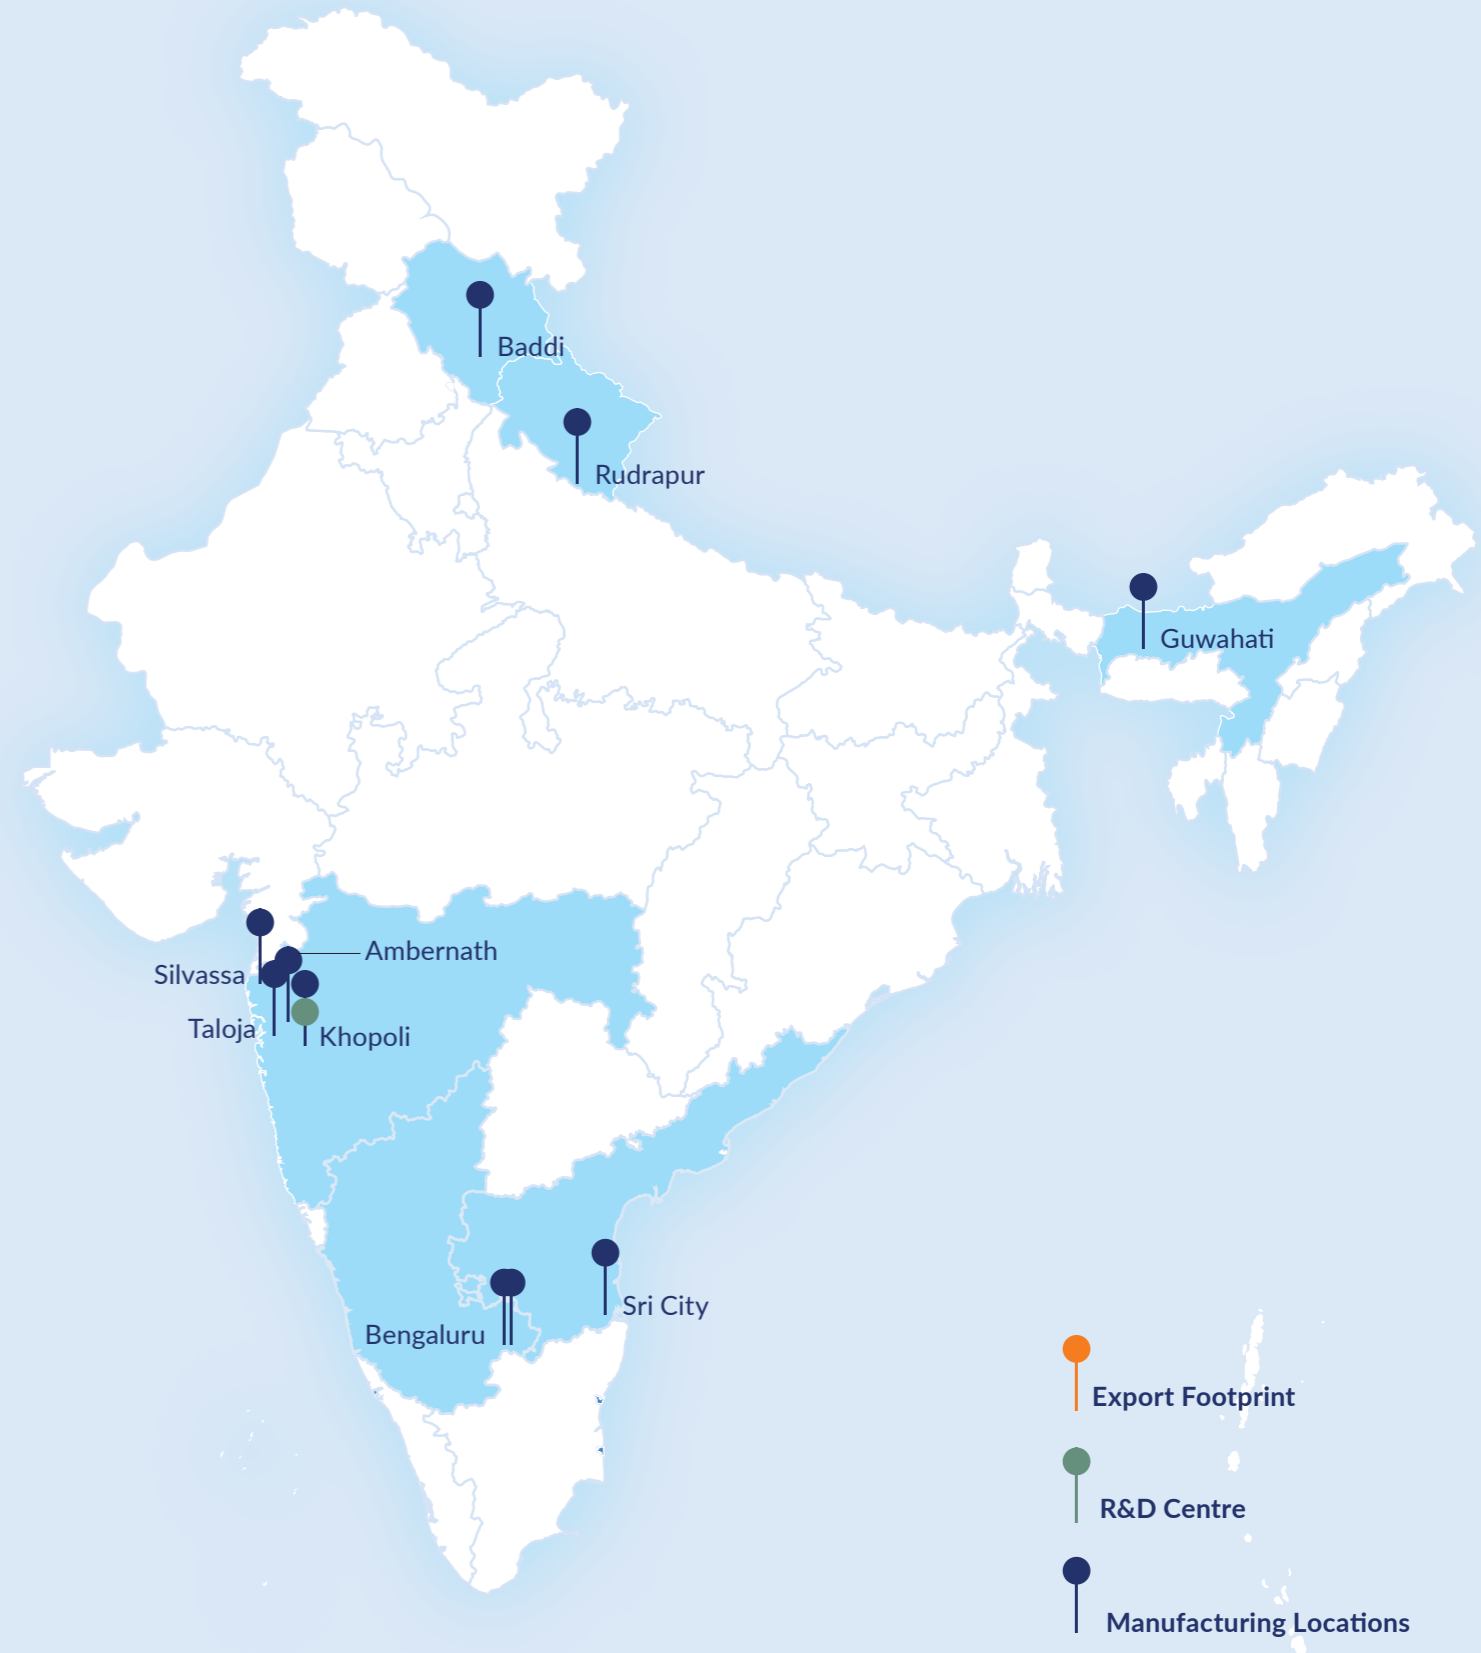 Baddi
Rudrapur
Guwahati
Ambernath
Silvassa
Taloja
Khopoli
Sri City
Bengaluru
Export Footprint
R&D Centre
Manufacturing Locations